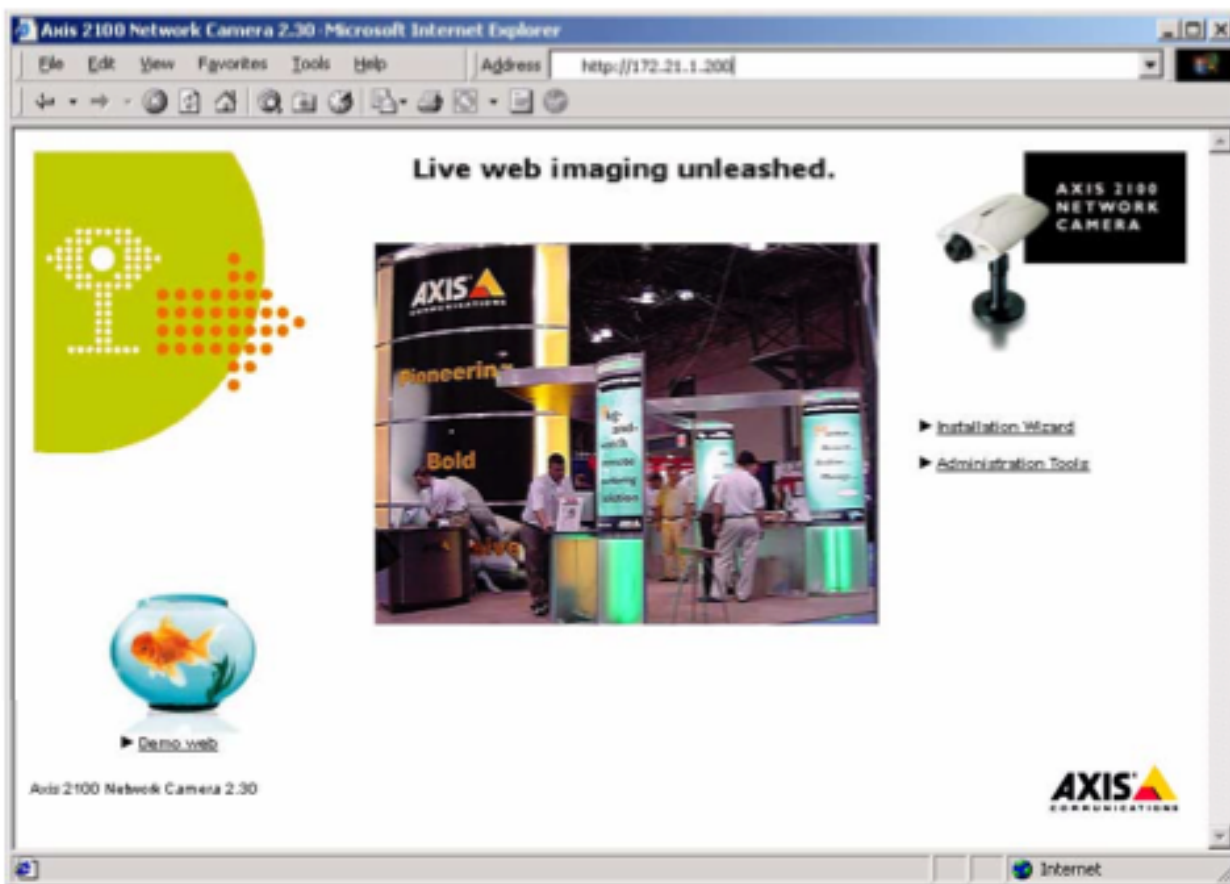 Axis 2100 Network Camera 2.30 - Microsoft Internet Explorer
File Edit View Favorites Tools Help Address http://172.21.1.200
Live web imaging unleashed.
AXIS 2100
NETWORK
CAMERA
AXIS
COMMUNICATIONS
Pioneering
Bold
Installation Wizard
Administration Tools
Demo web
Axis 2100 Network Camera 2.30
AXIS
COMMUNICATIONS
Internet